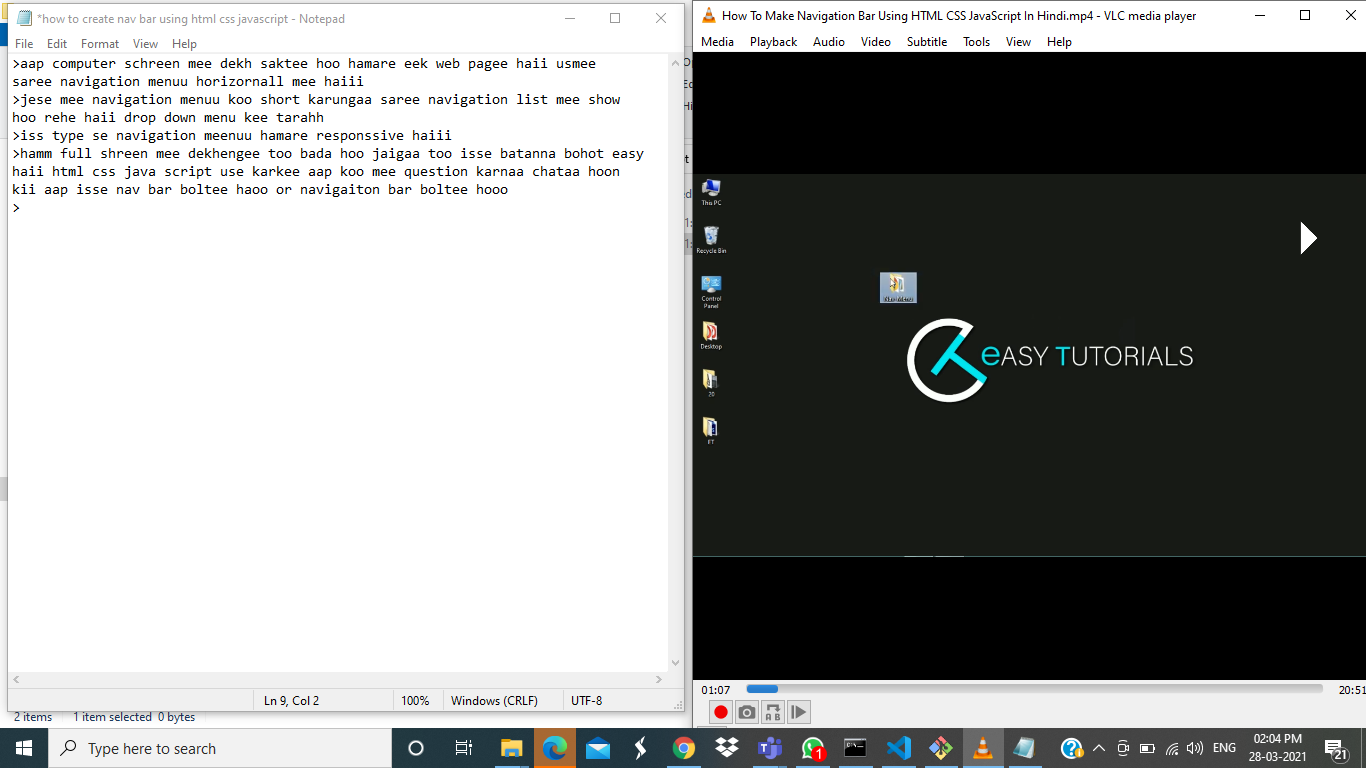 *how to create nav bar using html css javascript - Notepad
File Edit Format View Help
>aap computer schreen mee dekh saktee hoo hamare eek web pagee haii usmee
saree navigation menuu horizornall mee haiii
>jese mee navigation menuu koo short karungaa saree navigation list mee show
hoo rehe haii drop down menu kee tarahh
>iss type se navigation meenuu hamare responssive haiii
>hamm full shreen mee dekhengee too bada hoo jaigaa too isse batanna bohot easy
haii html css java script use karkee aap koo mee question karnaa chataa hoon
kii aap isse nav bar boltee haoo or navigaiton bar boltee hooo
>
Ln 9, Col 2
100%
Windows (CRLF)
UTF-8
2 items 1 item selected 0 bytes
How To Make Navigation Bar Using HTML CSS JavaScript In Hindi.mp4 - VLC media player
Media Playback Audio Video Subtitle Tools View Help
This PC
Recycle Bin
Control
Panel
Desktop
20
ET
Nav Menu
eASY TUTORIALS
01:07
20:51
A B
Type here to search
1
ENG
02:04 PM
28-03-2021
21